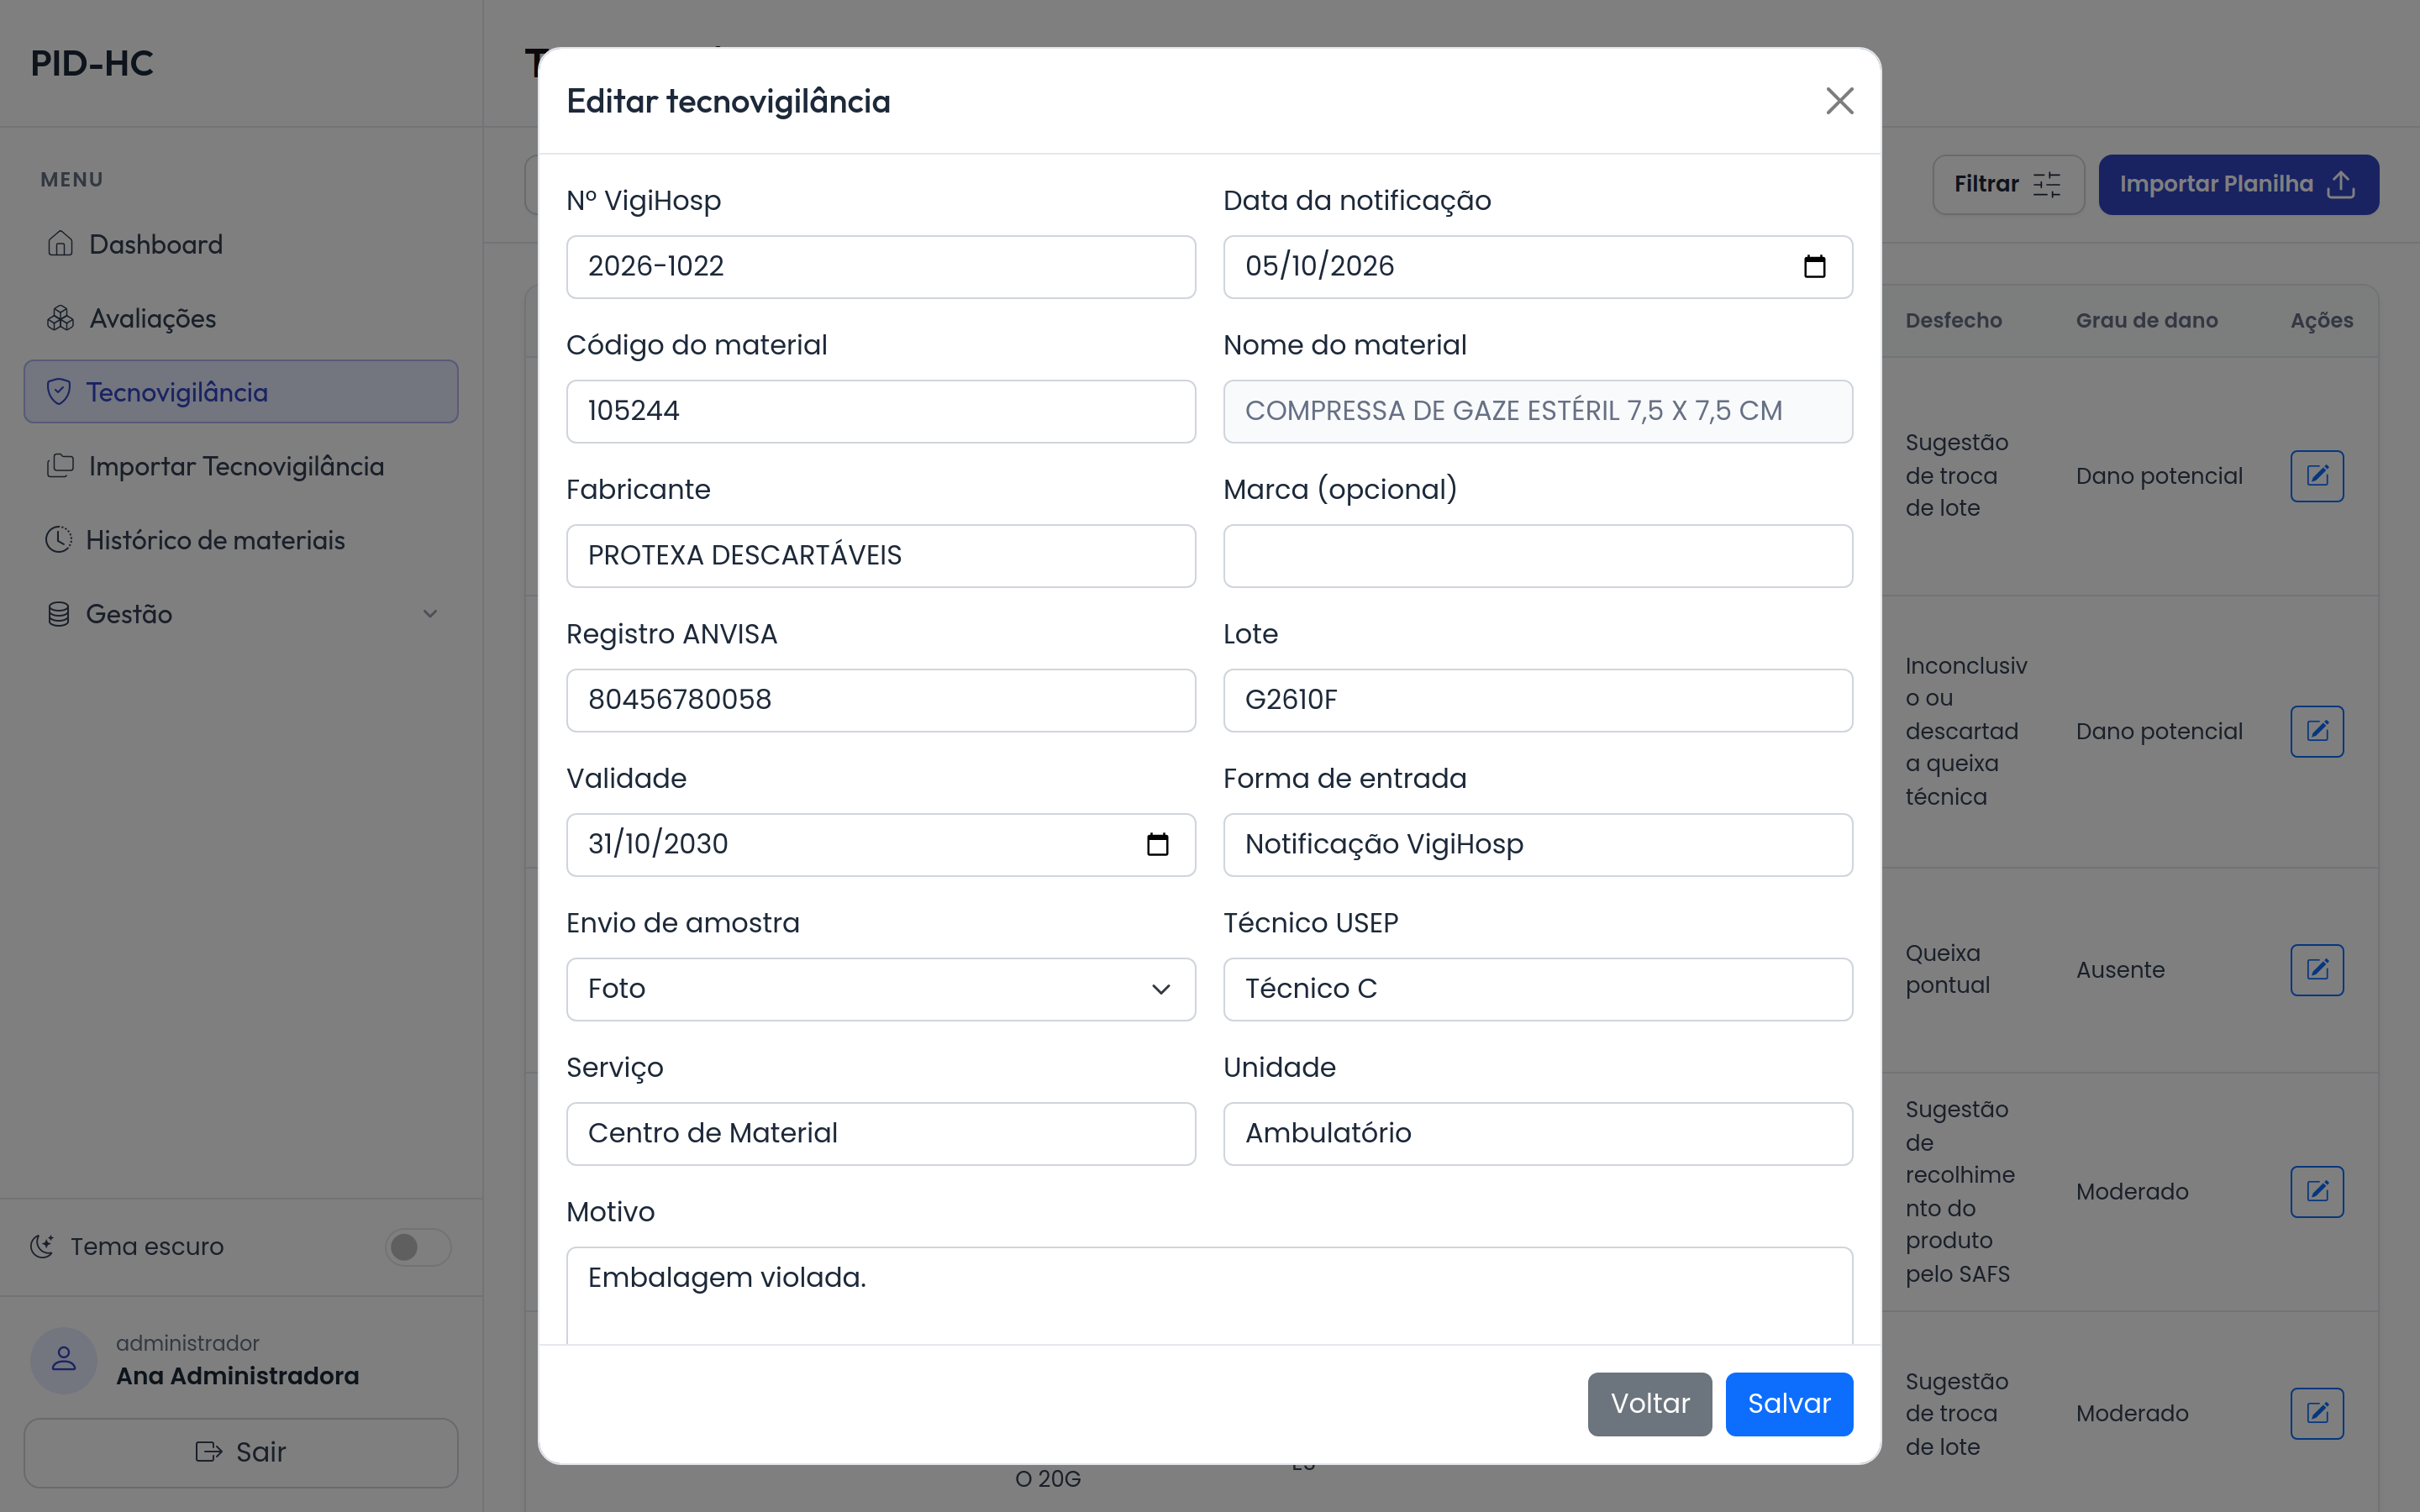 PID-HC
MENU
Dashboard
Avaliações
Tecnovigilância
Importar Tecnovigilância
Histórico de materiais
Gestão
Tema escuro
administrador
Ana Administradora
Sair
Editar tecnovigilância
Nº VigiHosp
2026-1022
Data da notificação
05/10/2026
Código do material
105244
Nome do material
COMPRESSA DE GAZE ESTÉRIL 7,5 X 7,5 CM
Fabricante
PROTEXA DESCARTÁVEIS
Marca (opcional)
Registro ANVISA
80456780058
Lote
G2610F
Validade
31/10/2030
Forma de entrada
Notificação VigiHosp
Envio de amostra
Foto
Técnico USEP
Técnico C
Serviço
Centro de Material
Unidade
Ambulatório
Motivo
Embalagem violada.
Voltar
Salvar
Filtrar
Importar Planilha
Desfecho
Grau de dano
Ações
Sugestão
de troca
de lote
Dano potencial
Inconclusiv
o ou
descartad
a queixa
técnica
Dano potencial
Queixa
pontual
Ausente
Sugestão
de
recolhime
nto do
produto
pelo SAFS
Moderado
Sugestão
de troca
de lote
Moderado
O 20G